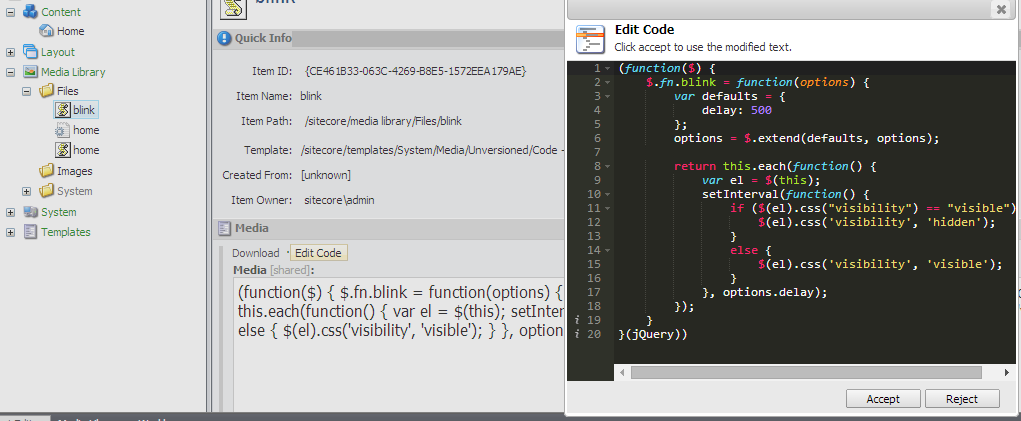 Content
Home
Layout
Media Library
Files
blink
home
home
Images
System
System
Templates
blink
Quick Info
Item ID: {CE461B33-063C-4269-B8E5-1572EEA179AE}
Item Name: blink
Item Path: /sitecore/media library/Files/blink
Template: /sitecore/templates/System/Media/Unversioned/Code -
Created From: [unknown]
Item Owner: sitecore\admin
Media
Download · Edit Code
Media [shared]:
(function($) { $.fn.blink = function(options) {
this.each(function() { var el = $(this); setInter
else { $(el).css('visibility', 'visible'); } }, option
Edit Code
Click accept to use the modified text.
1 (function($) {
2 $.fn.blink = function(options) {
3 var defaults = {
4 delay: 500
5 };
6 options = $.extend(defaults, options);
7
8 return this.each(function() {
9 var el = $(this);
10 setInterval(function() {
11 if ($(el).css("visibility") == "visible")
12 $(el).css('visibility', 'hidden');
13 }
14 else {
15 $(el).css('visibility', 'visible');
16 }
17 }, options.delay);
18 });
i 19 }
i 20 }(jQuery))
Accept Reject